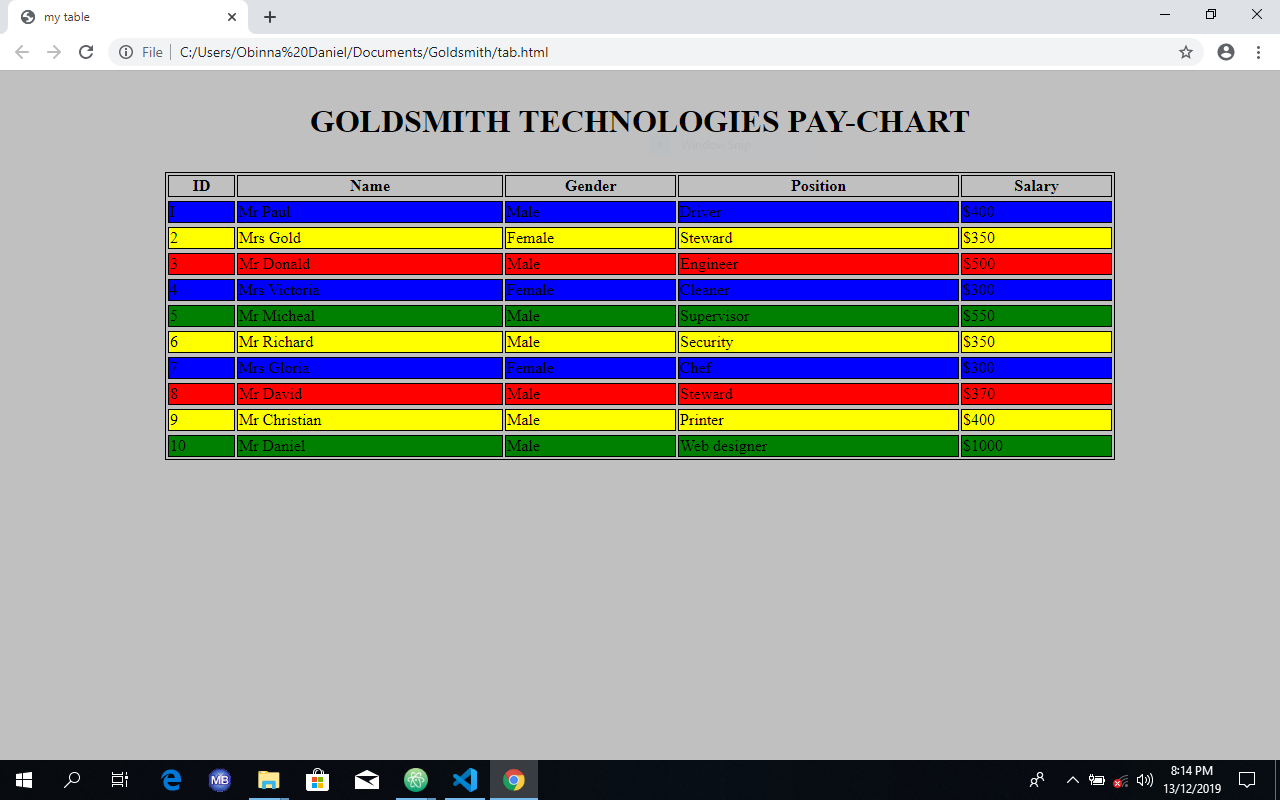 my table
File C:/Users/Obinna%20Daniel/Documents/Goldsmith/tab.html
GOLDSMITH TECHNOLOGIES PAY-CHART
ID Name Gender Position Salary
1 Mr Paul Male Driver $400
2 Mrs Gold Female Steward $350
3 Mr Donald Male Engineer $500
4 Mrs Victoria Female Cleaner $300
5 Mr Micheal Male Supervisor $550
6 Mr Richard Male Security $350
7 Mrs Gloria Female Chef $300
8 Mr David Male Steward $370
9 Mr Christian Male Printer $400
10 Mr Daniel Male Web designer $1000
MB
8:14 PM
13/12/2019